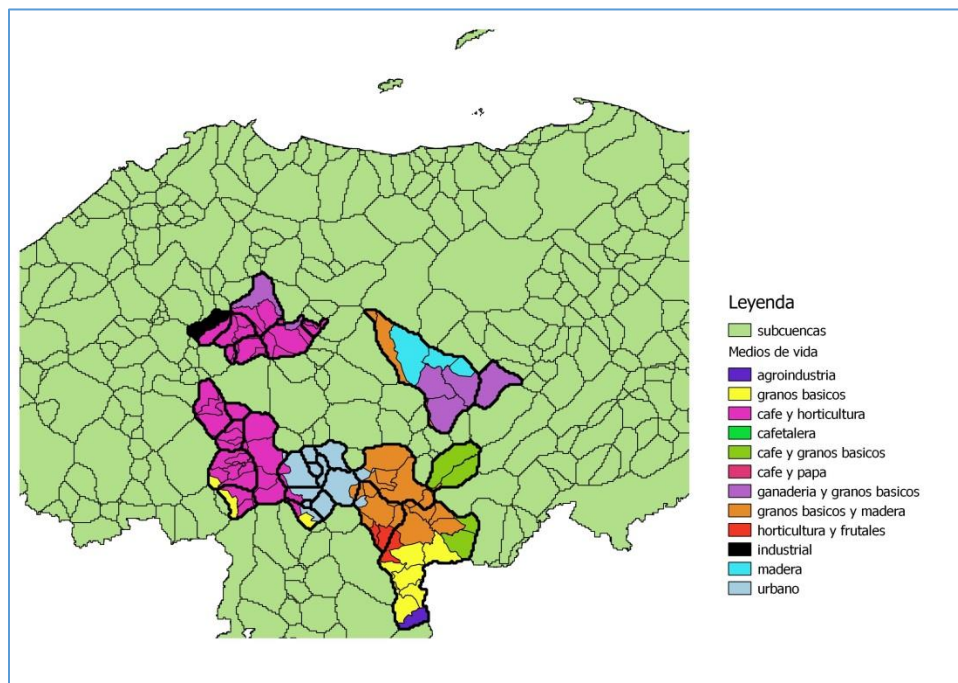 Leyenda
subcuencas
Medios de vida
agroindustria
granos basicos
cafe y horticultura
cafetalera
cafe y granos basicos
cafe y papa
ganaderia y granos basicos
granos basicos y madera
horticultura y frutales
industrial
madera
urbano